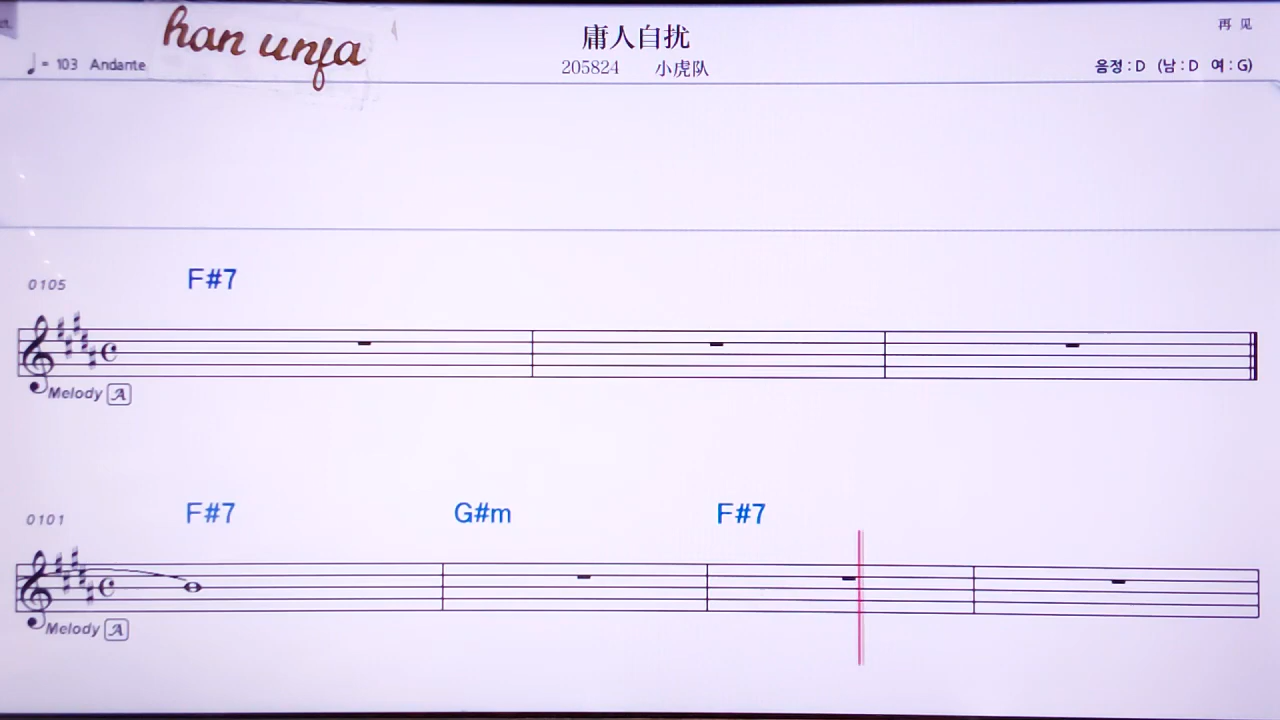 han unfa
庸人自扰
再见
♩= 103 Andante
205824 小虎队
음정 : D (남 : D 여 : G)
0105 F#7
Melody A
0101 F#7 G#m F#7
Melody A